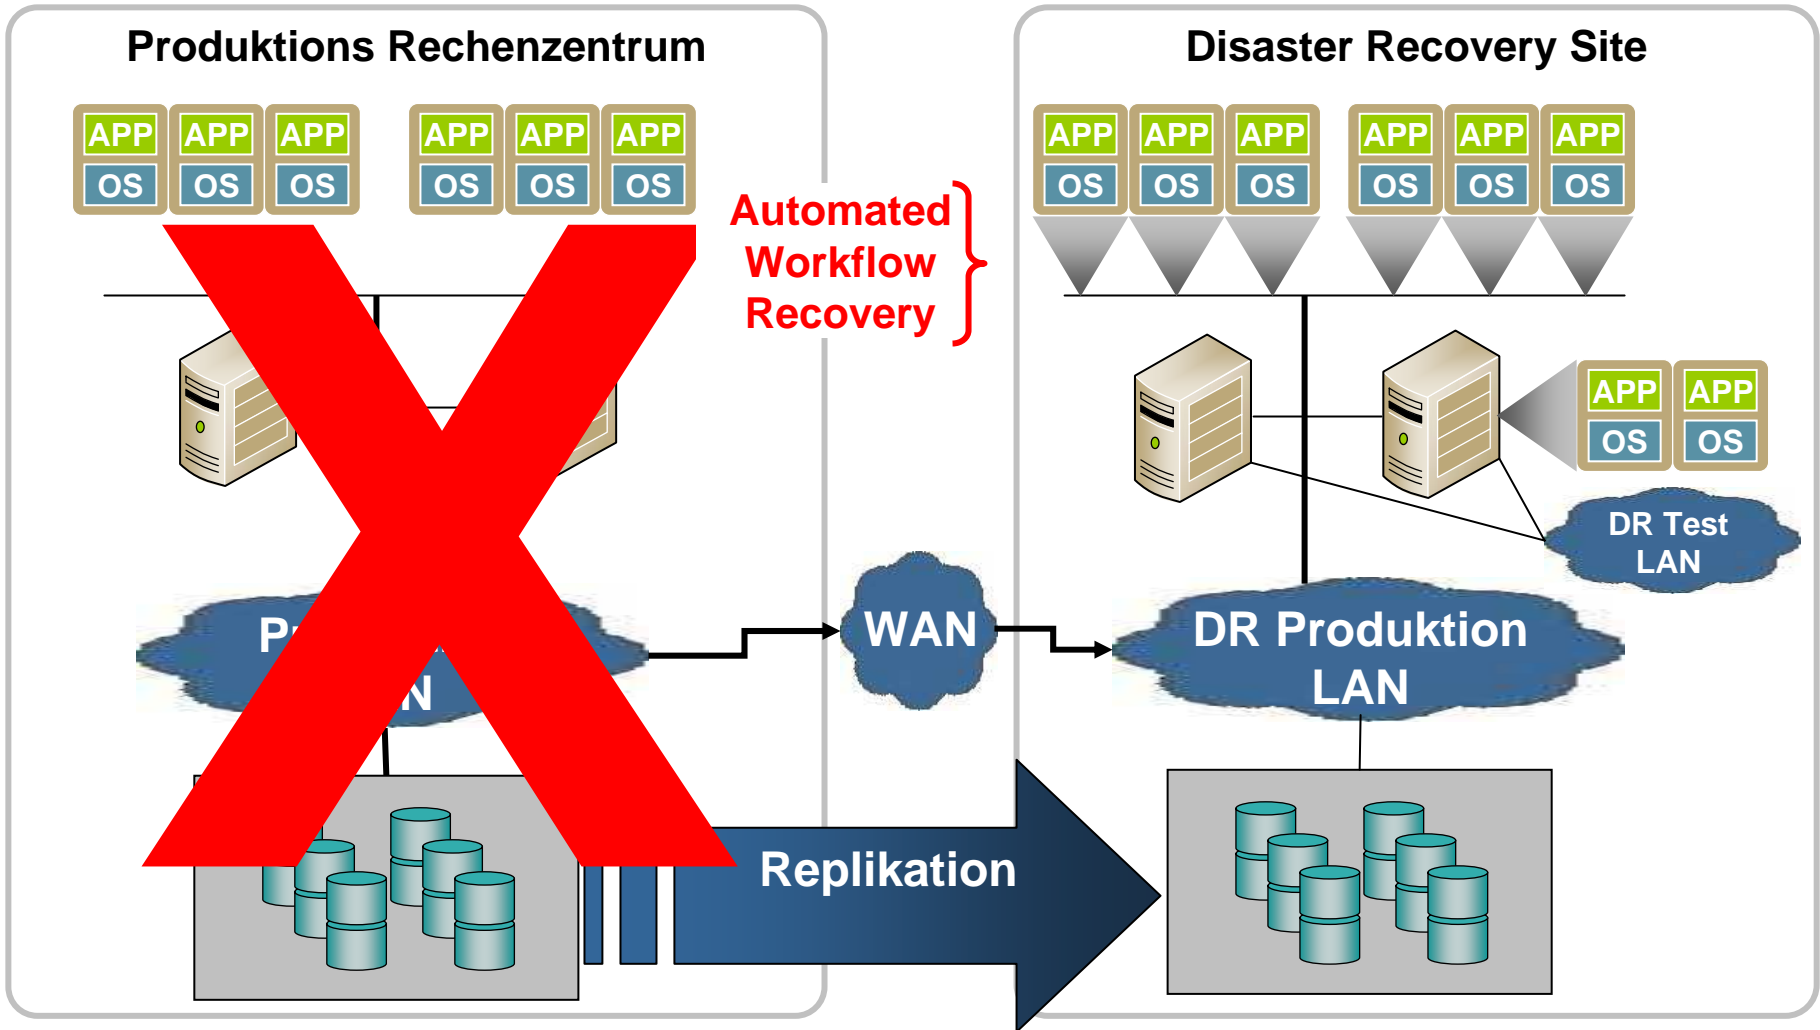 Produktions Rechenzentrum
APP APP APP APP APP APP
OS OS OS OS OS OS
Automated
Workflow
Recovery
WAN
Replikation
Disaster Recovery Site
APP APP APP APP APP APP
OS OS OS OS OS OS
APP APP
OS OS
DR Test
LAN
DR Produktion
LAN